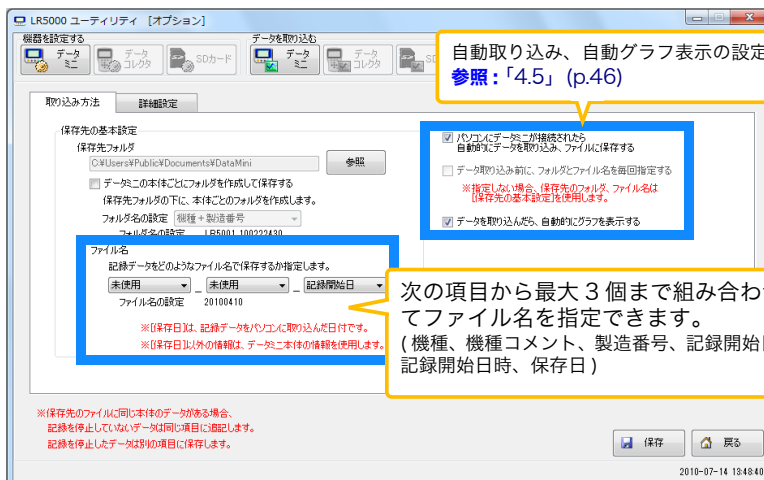 LR5000 ユーティリティ [オプション]
機器を設定する
データを取り込む
データ
ミニ
データ
コレクタ
SDカード
データ
ミニ
データ
コレクタ
自動取り込み、自動グラフ表示の設定
参照：「4.5」(p.46)
取り込み方法
詳細設定
保存先の基本設定
保存先フォルダ
C:¥Users¥Public¥Documents¥DataMini
参照
データミニの本体ごとにフォルダを作成して保存する
保存先フォルダの下に、本体ごとのフォルダを作成します。
フォルダ名の設定 機種+製造番号
フォルダ名の設定 LR5001_100222430
パソコンにデータミニが接続されたら
自動的にデータを取り込み、ファイルに保存する
データ取り込み前に、フォルダとファイル名を毎回指定する
※指定しない場合、保存先のフォルダ、ファイル名は
[保存先の基本設定]を使用します。
データを取り込んだら、自動的にグラフを表示する
ファイル名
記録データをどのようなファイル名で保存するか指定します。
未使用 _ 未使用 _ 記録開始日
ファイル名の設定 20100410
※[保存日]は、記録データをパソコンに取り込んだ日付です。
※[保存日]以外の情報は、データミニ本体の情報を使用します。
次の項目から最大 3 個まで組み合わ
てファイル名を指定できます。
(機種、機種コメント、製造番号、記録開始
記録開始日時、保存日)
※保存先のファイルに同じ本体のデータがある場合、
記録を停止していないデータは同じ項目に追記します。
記録を停止したデータは別の項目に保存します。
保存
戻る
2010-07-14 13:48:40